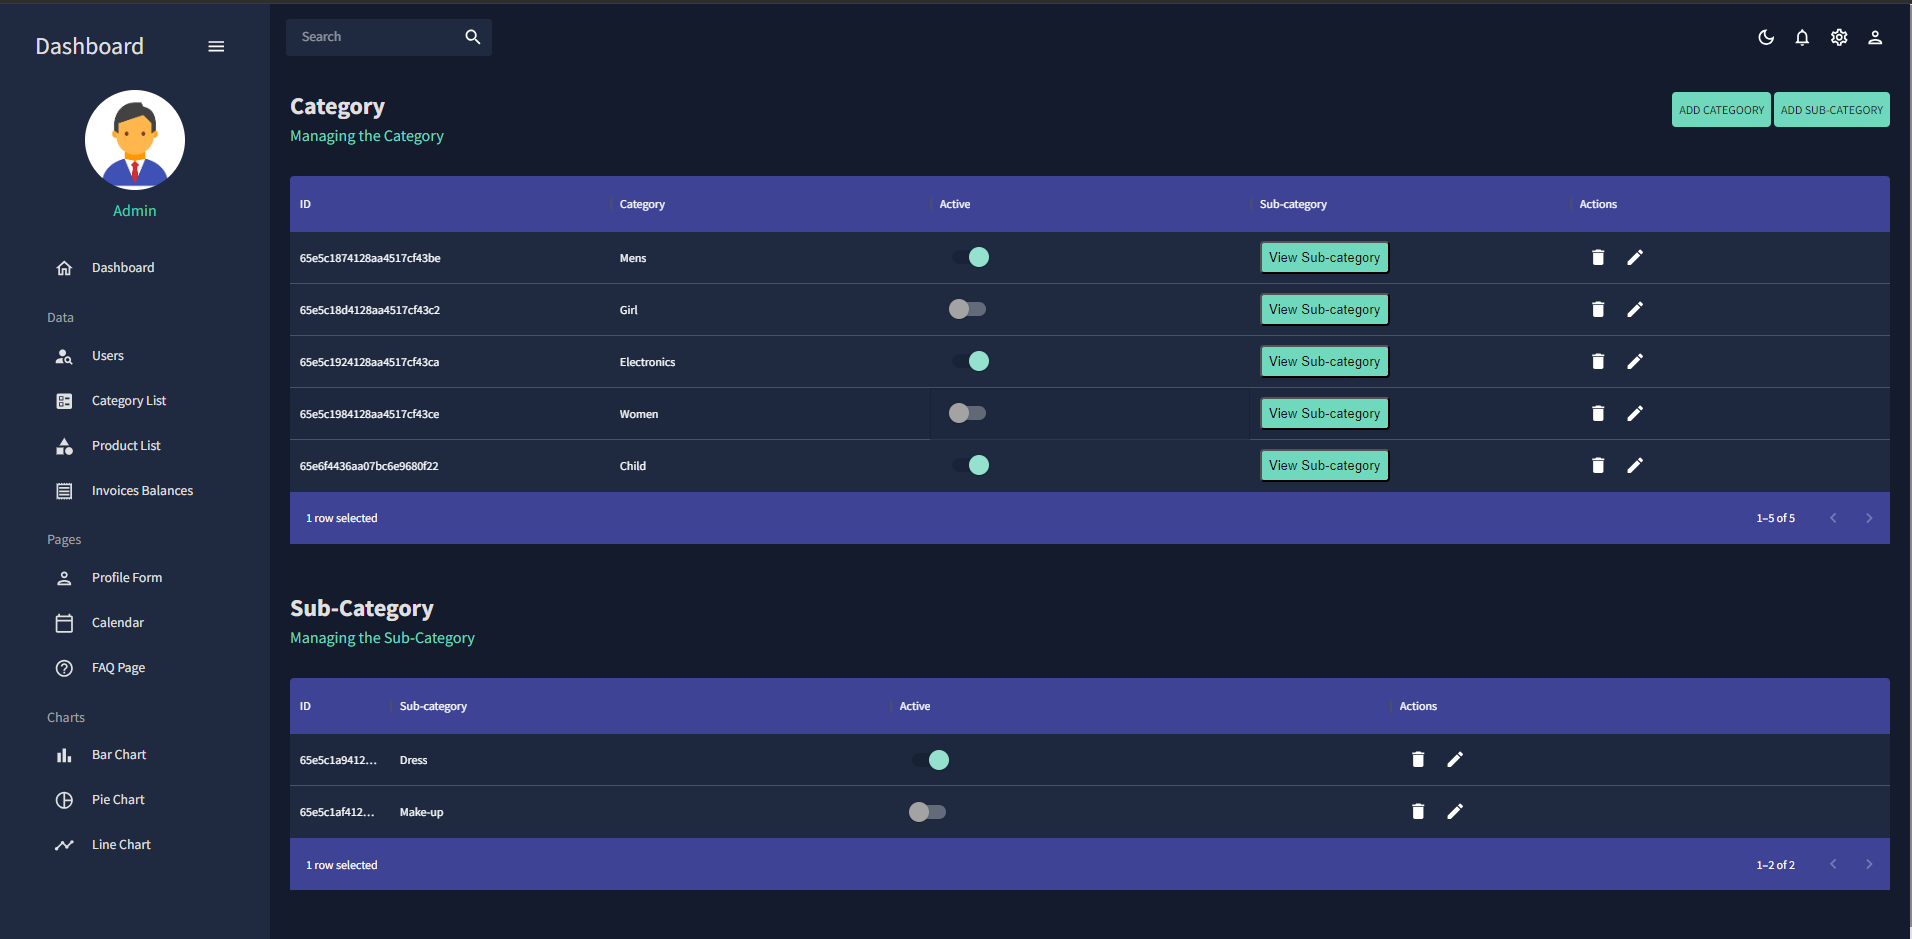 Dashboard
Admin
Dashboard
Data
Users
Category List
Product List
Invoices Balances
Pages
Profile Form
Calendar
FAQ Page
Charts
Bar Chart
Pie Chart
Line Chart
Search
Category
Managing the Category
ADD CATEGOORY ADD SUB-CATEGORY
ID Category Active Sub-category Actions
65e5c1874128aa4517cf43be Mens View Sub-category
65e5c18d4128aa4517cf43c2 Girl View Sub-category
65e5c1924128aa4517cf43ca Electronics View Sub-category
65e5c1984128aa4517cf43ce Women View Sub-category
65e6f4436aa07bc6e9680f22 Child View Sub-category
1 row selected 1–5 of 5
Sub-Category
Managing the Sub-Category
ID Sub-category Active Actions
65e5c1a9412... Dress
65e5c1af412... Make-up
1 row selected 1–2 of 2